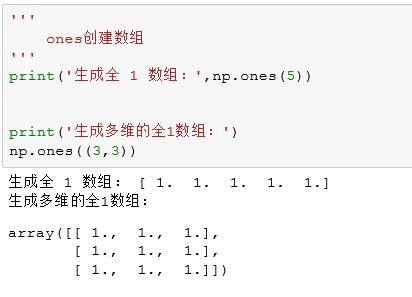 '''
    ones创建数组
'''
print('生成全 1 数组：',np.ones(5))
print('生成多维的全1数组：')
np.ones((3,3))
生成全 1 数组： [ 1.  1.  1.  1.  1.]
生成多维的全1数组：
array([[ 1.,  1.,  1.],
       [ 1.,  1.,  1.],
       [ 1.,  1.,  1.]])